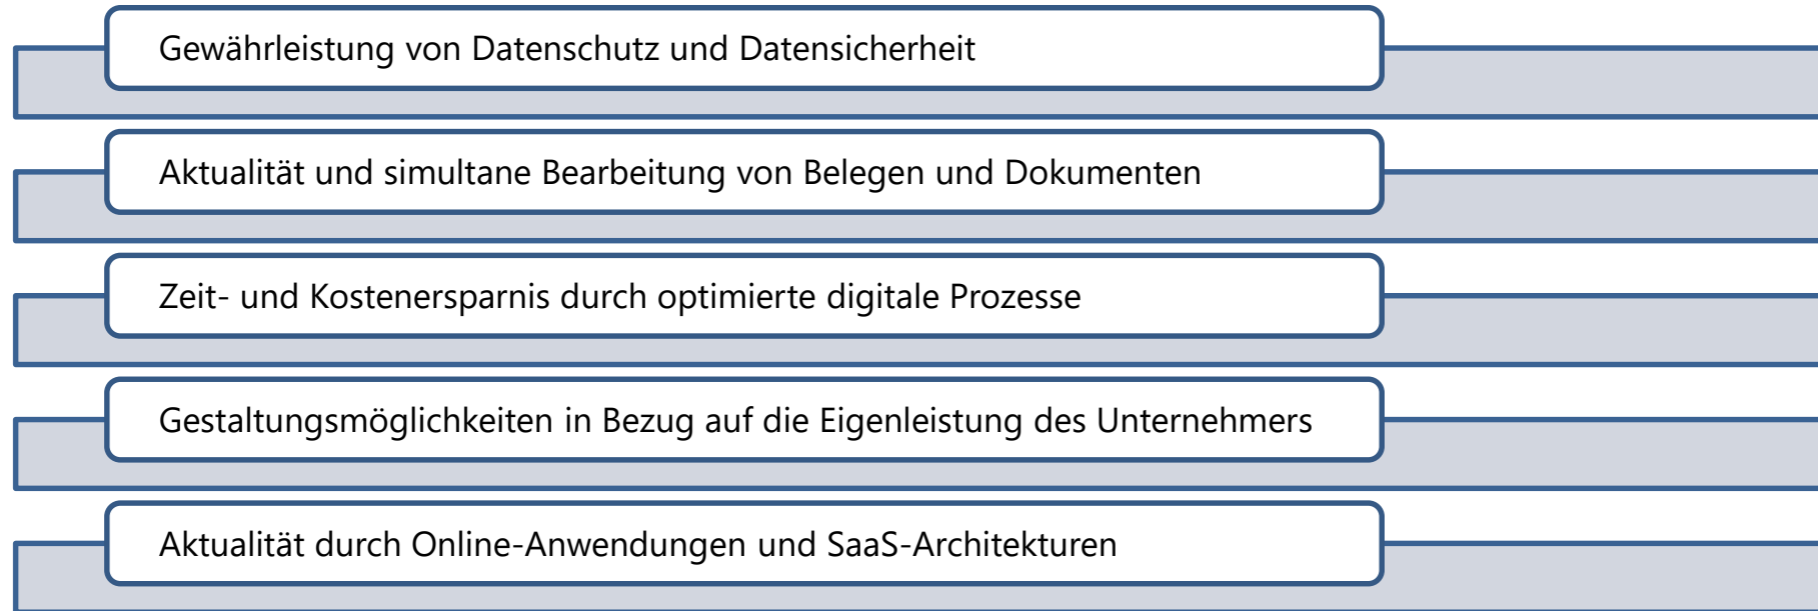 Gewährleistung von Datenschutz und Datensicherheit
Aktualität und simultane Bearbeitung von Belegen und Dokumenten
Zeit- und Kostenersparnis durch optimierte digitale Prozesse
Gestaltungsmöglichkeiten in Bezug auf die Eigenleistung des Unternehmers
Aktualität durch Online-Anwendungen und SaaS-Architekturen